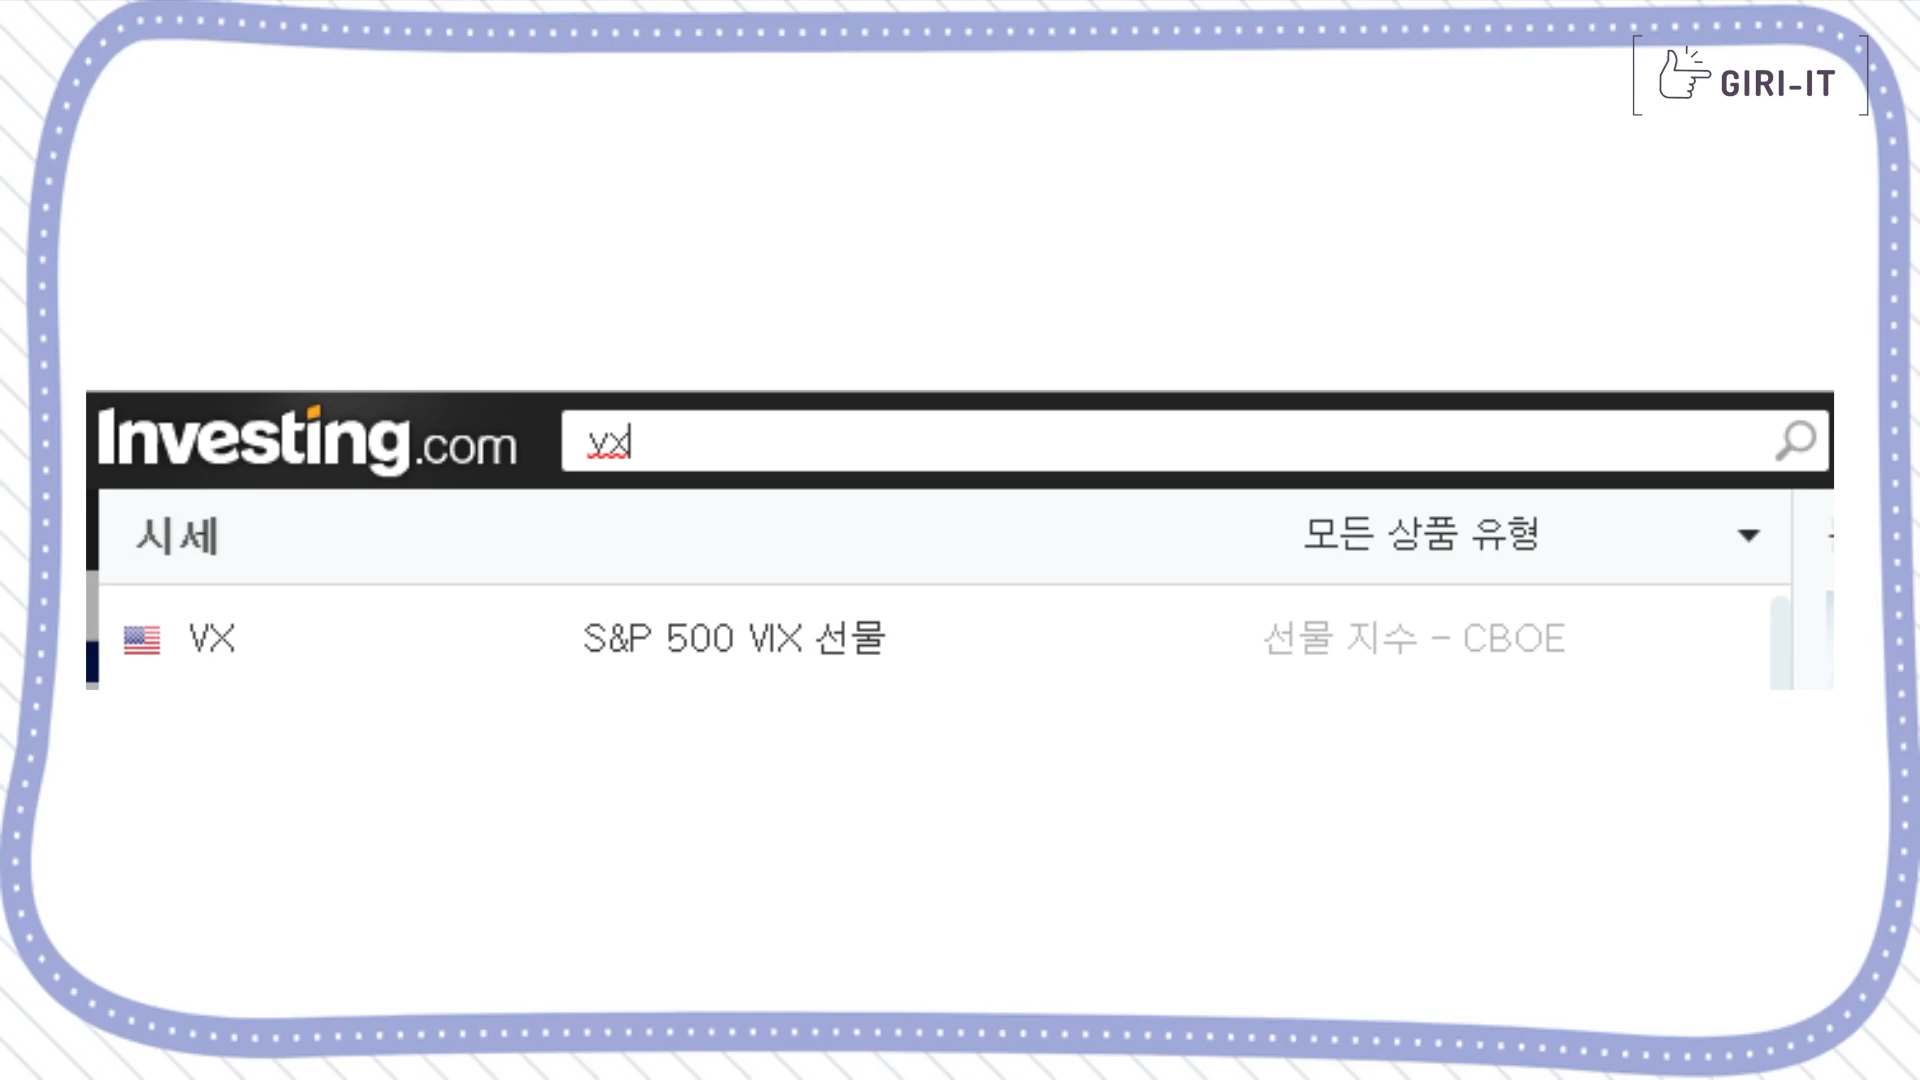 GIRI-IT
Investing.com
vx
시세 모든 상품 유형
VX S&P 500 VIX 선물 선물 지수 - CBOE